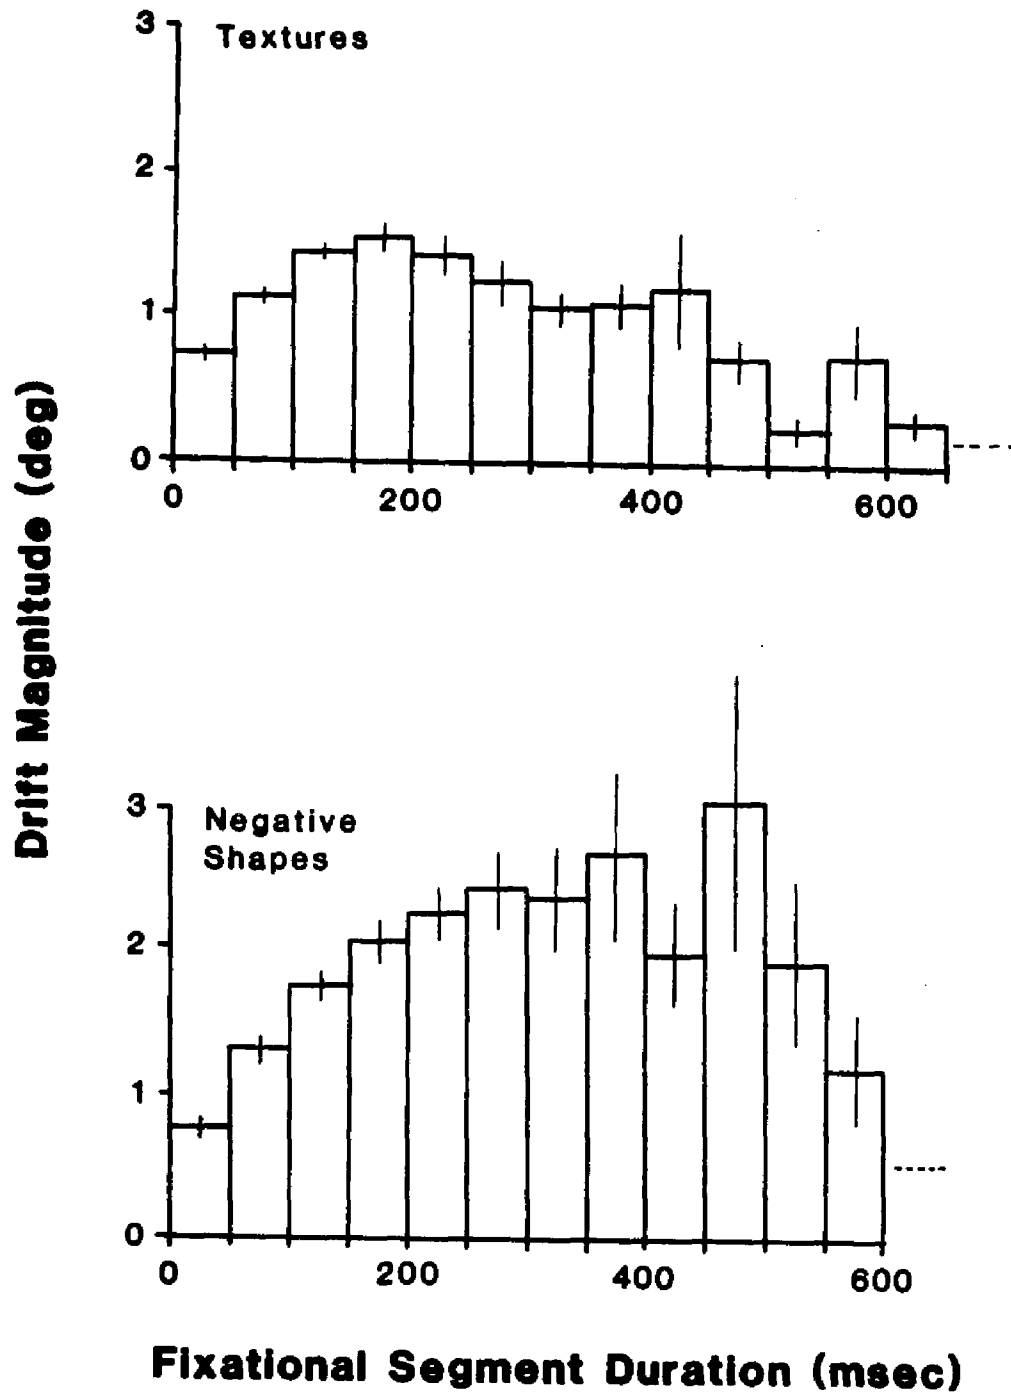 3
Textures
2
1
0
0 200 400 600
Drift Magnitude (deg)
3
Negative
Shapes
2
1
0
0 200 400 600
Fixational Segment Duration (msec)